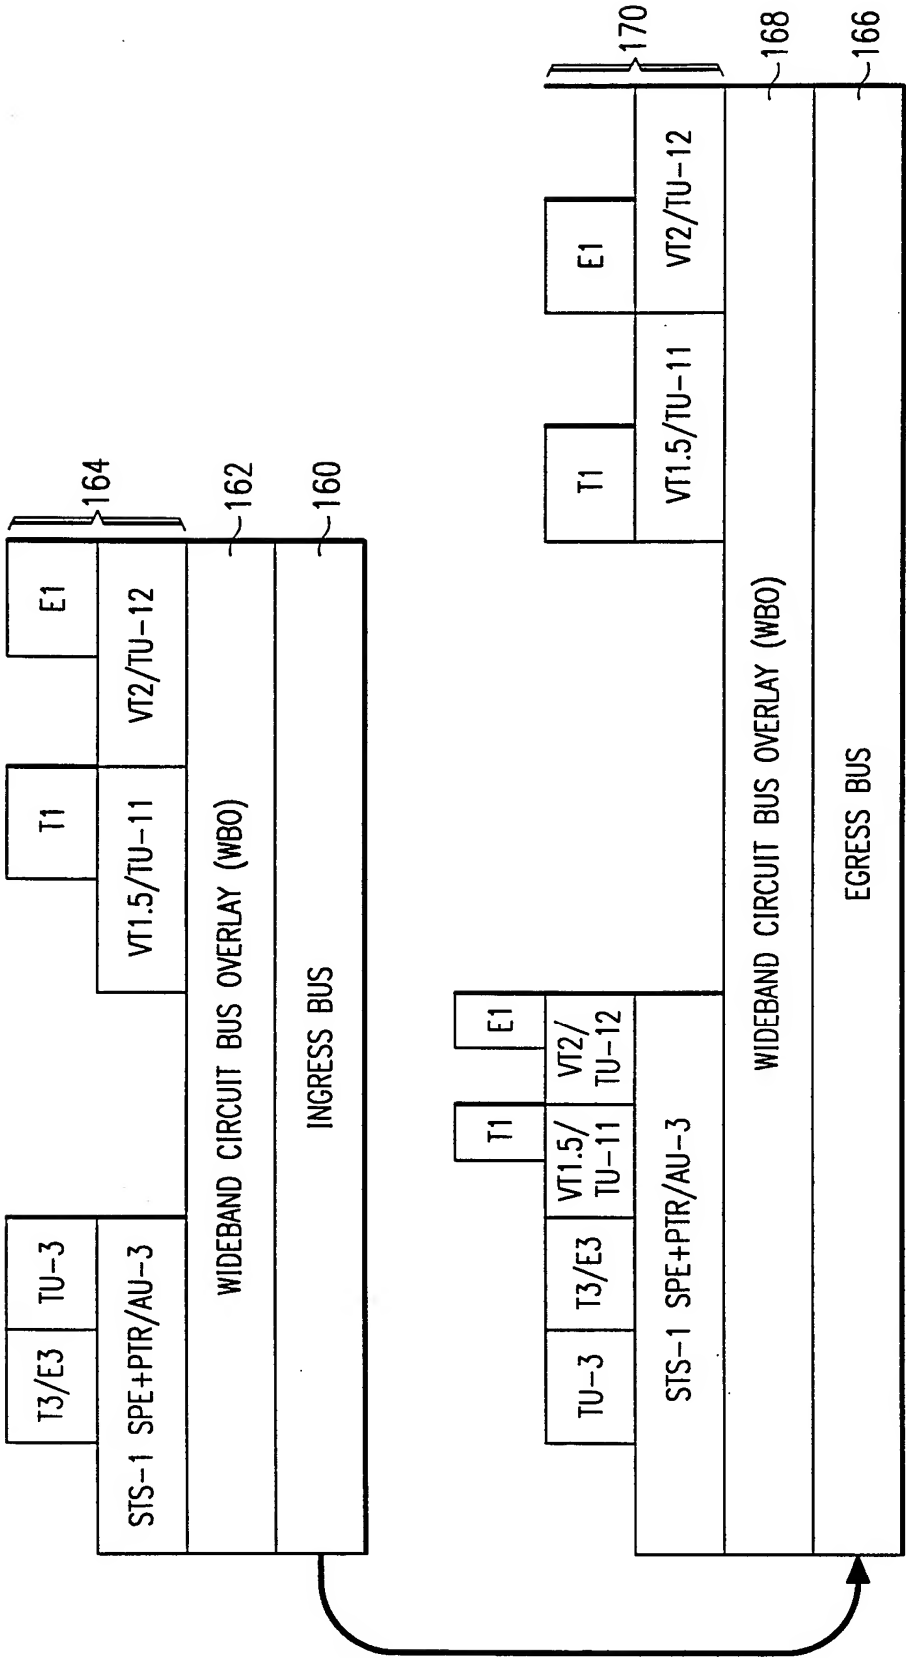 T3/E3
TU-3
T1
E1
164
STS-1 SPE+PTR/AU-3
VT1.5/TU-11
VT2/TU-12
WIDEBAND CIRCUIT BUS OVERLAY (WBO)
162
INGRESS BUS
160
T1
E1
TU-3
T3/E3
VT1.5/
TU-11
VT2/
TU-12
T1
E1
170
STS-1 SPE+PTR/AU-3
VT1.5/TU-11
VT2/TU-12
WIDEBAND CIRCUIT BUS OVERLAY (WBO)
168
EGRESS BUS
166